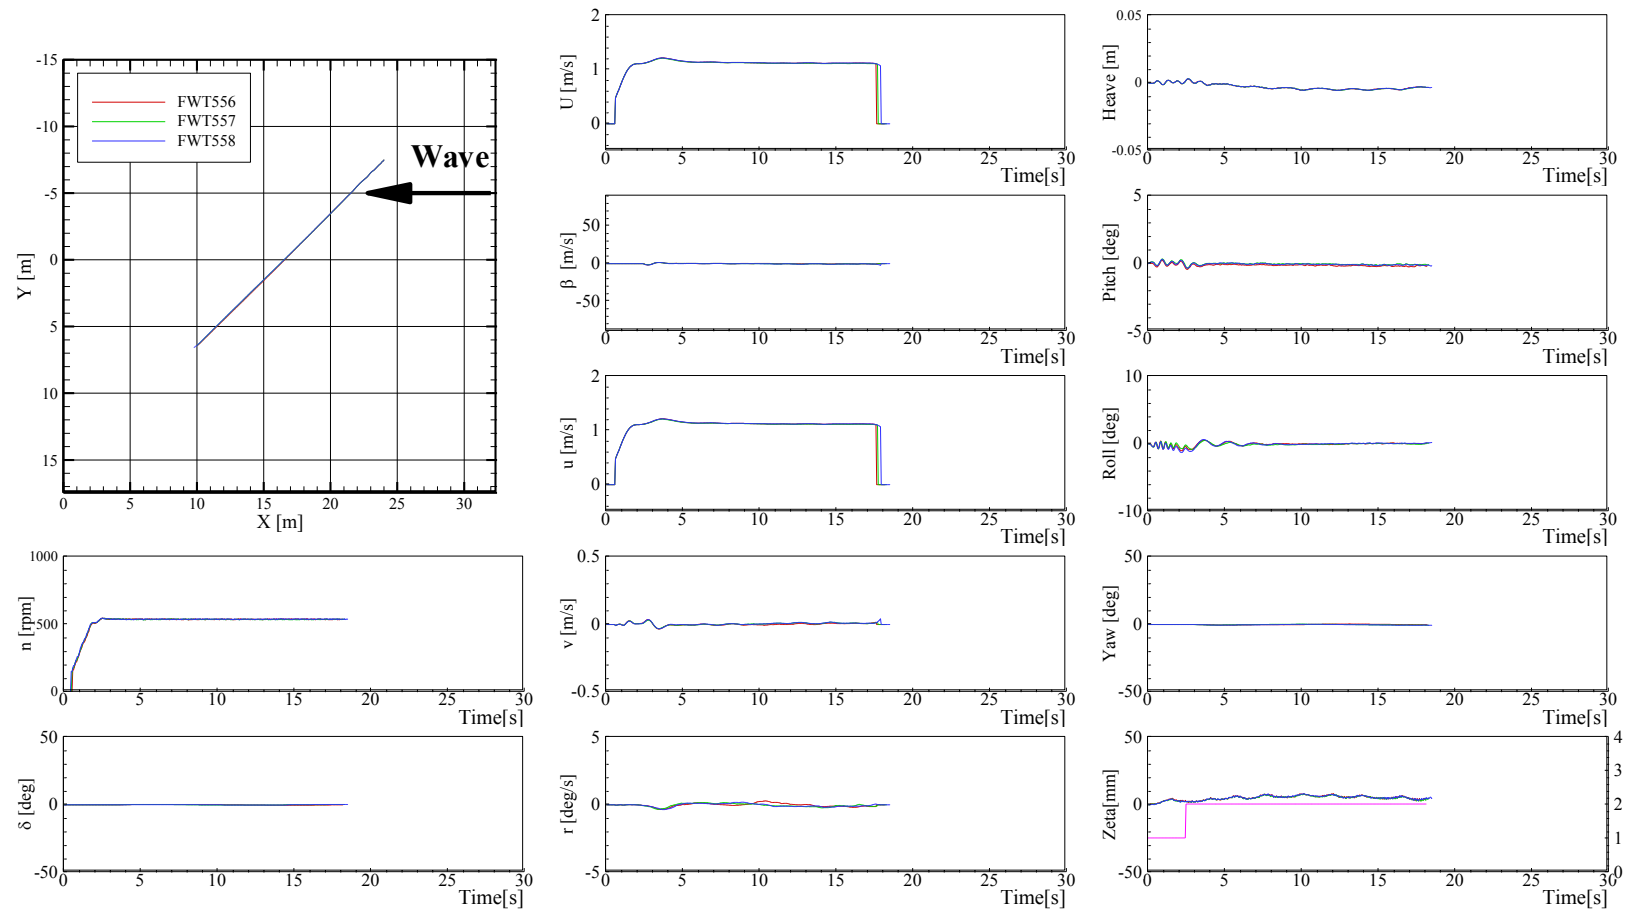 -15
-10
-5
0
5
10
15
Y [m]
0 5 10 15 20 25 30
X [m]
FWT556
FWT557
FWT558
Wave
2
1
0
U [m/s]
0 5 10 15 20 25 30
Time[s]
0.05
0
-0.05
Heave [m]
0 5 10 15 20 25 30
Time[s]
50
0
-50
β [m/s]
0 5 10 15 20 25 30
Time[s]
5
0
-5
Pitch [deg]
0 5 10 15 20 25 30
Time[s]
2
1
0
u [m/s]
0 5 10 15 20 25 30
Time[s]
10
0
-10
Roll [deg]
0 5 10 15 20 25 30
Time[s]
1000
500
0
n [rpm]
0 5 10 15 20 25 30
Time[s]
0.5
0
-0.5
v [m/s]
0 5 10 15 20 25 30
Time[s]
50
0
-50
Yaw [deg]
0 5 10 15 20 25 30
Time[s]
50
0
-50
δ [deg]
0 5 10 15 20 25 30
Time[s]
5
0
-5
r [deg/s]
0 5 10 15 20 25 30
Time[s]
50
0
-50
Zeta[mm]
4
3
2
1
0
0 5 10 15 20 25 30
Time[s]